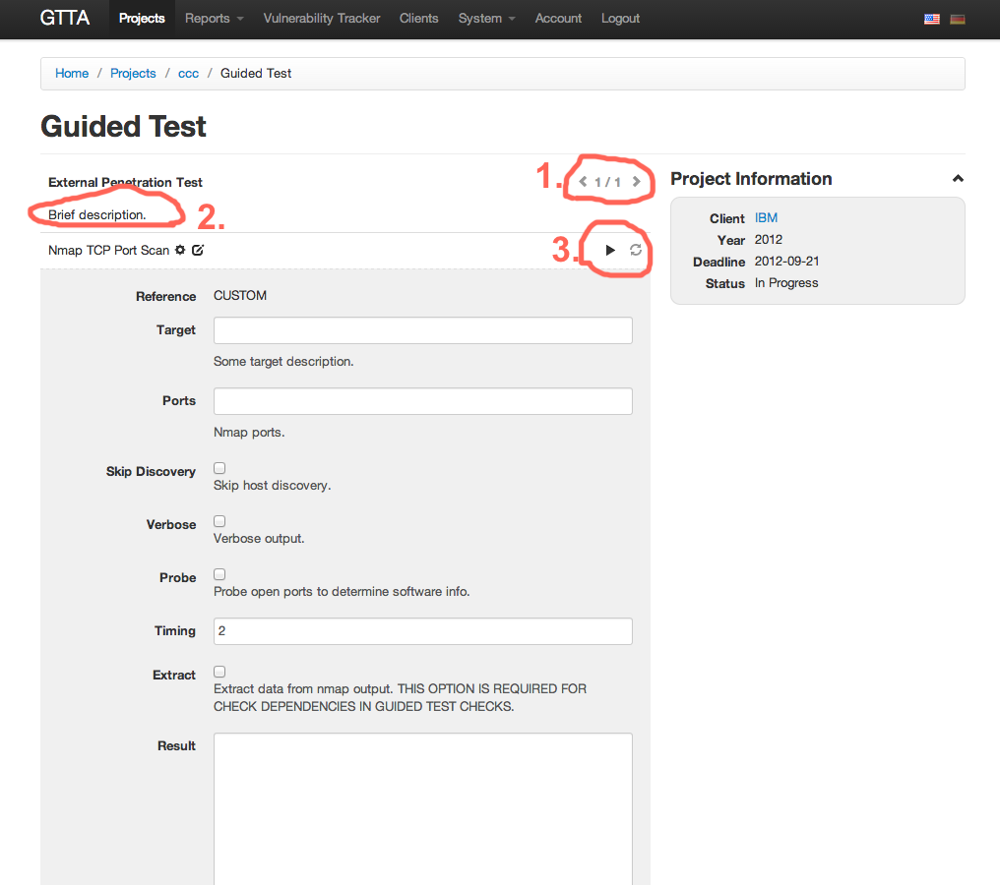 GTTA Projects Reports Vulnerability Tracker Clients System Account Logout
Home / Projects / ccc / Guided Test
Guided Test
External Penetration Test
1.
< 1 / 1 >
Brief description.
2.
Nmap TCP Port Scan
3.
Reference CUSTOM
Target
Some target description.
Ports
Nmap ports.
Skip Discovery
Skip host discovery.
Verbose
Verbose output.
Probe
Probe open ports to determine software info.
Timing 2
Extract
Extract data from nmap output. THIS OPTION IS REQUIRED FOR
CHECK DEPENDENCIES IN GUIDED TEST CHECKS.
Result
Project Information
Client IBM
Year 2012
Deadline 2012-09-21
Status In Progress